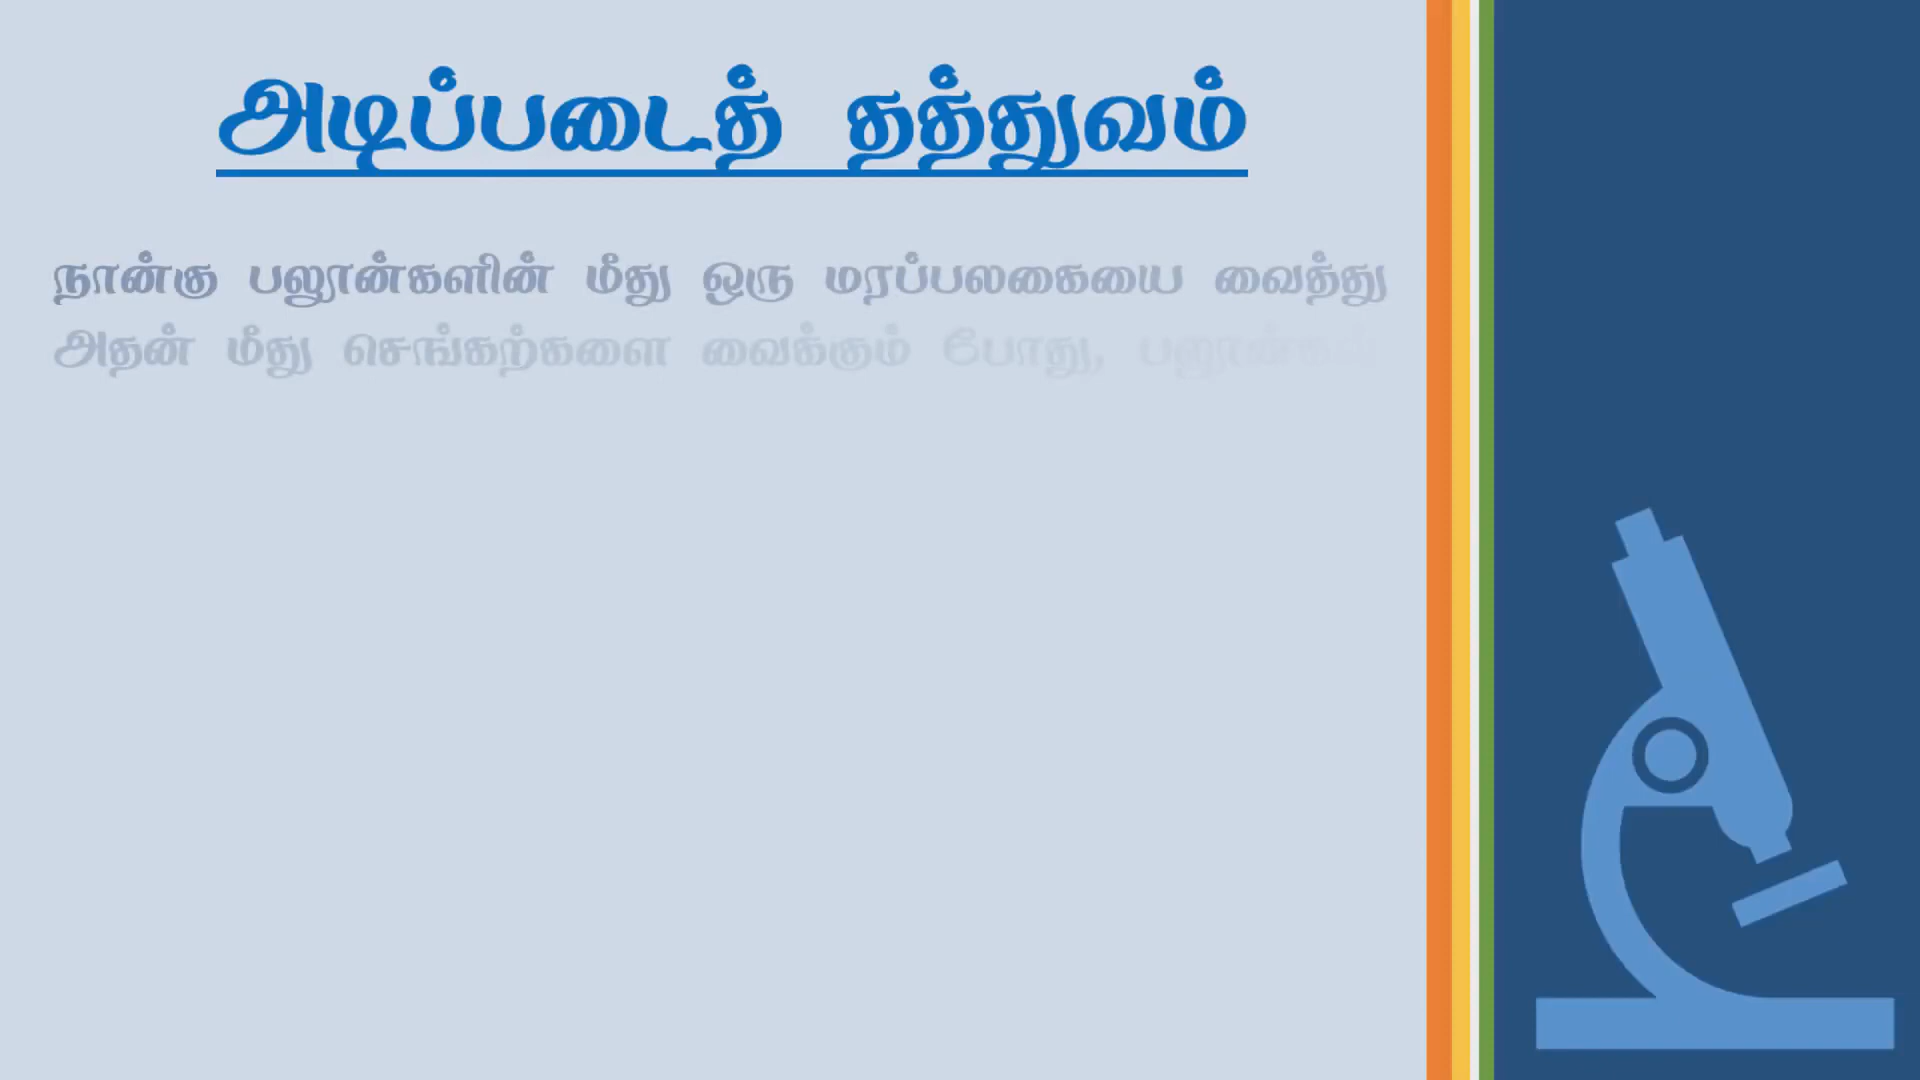 அடிப்படைத் தத்துவம்
நான்கு பலூன்களின் மீது ஒரு மரப்பலகையை வைத்து
அதன் மீது செங்கற்களை வைக்கும் போது,